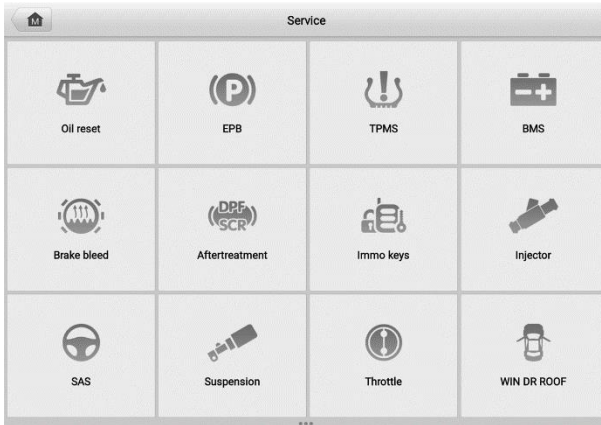 M
Service
Oil reset
EPB
TPMS
BMS
Brake bleed
DPF
SCR
Aftertreatment
Immo keys
Injector
SAS
Suspension
Throttle
WIN DR ROOF
P